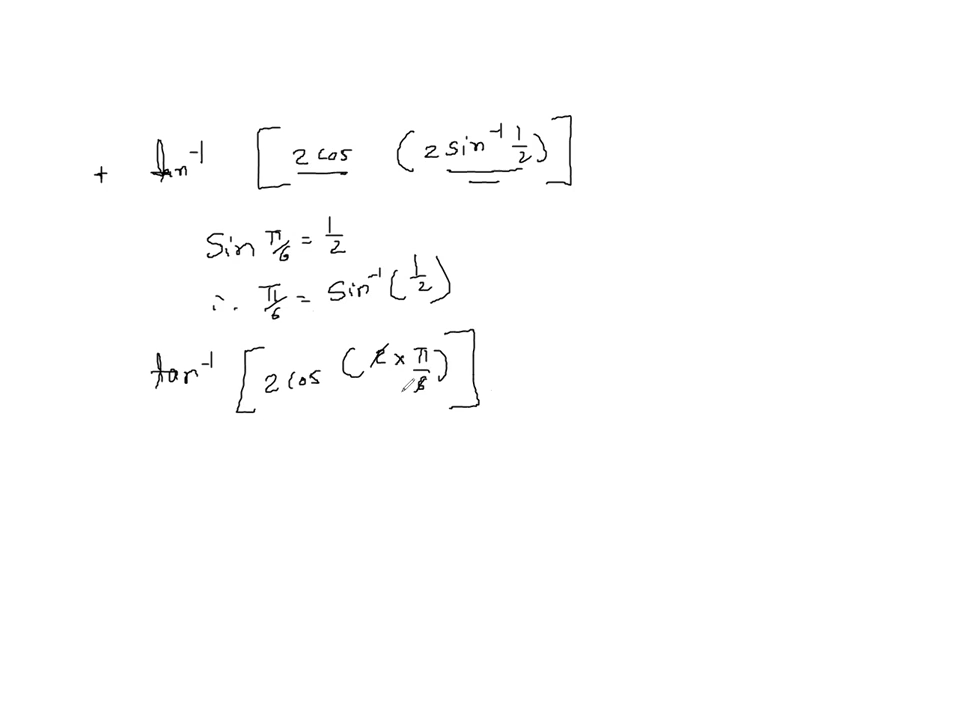 + tan⁻¹ [2 cos (2 sin⁻¹ 1/2)]
Sin π/6 = 1/2
∴ π/6 = Sin⁻¹ (1/2)
tan⁻¹ [2 cos (2 × π/6)]